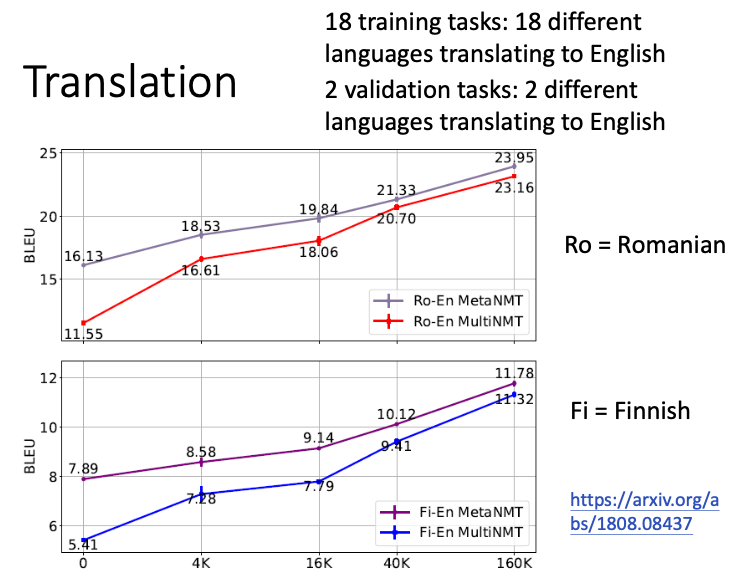 18 training tasks: 18 different
languages translating to English
Translation
2 validation tasks: 2 different
languages translating to English
25
20
15
BLEU
16.13
18.53
19.84
21.33
23.95
11.55
16.61
18.06
20.70
23.16
Ro-En MetaNMT
Ro-En MultiNMT
Ro = Romanian
12
10
8
6
BLEU
7.89
8.58
9.14
10.12
11.78
5.41
7.28
7.79
9.41
11.32
Fi-En MetaNMT
Fi-En MultiNMT
0 4K 16K 40K 160K
Fi = Finnish
https://arxiv.org/a
bs/1808.08437